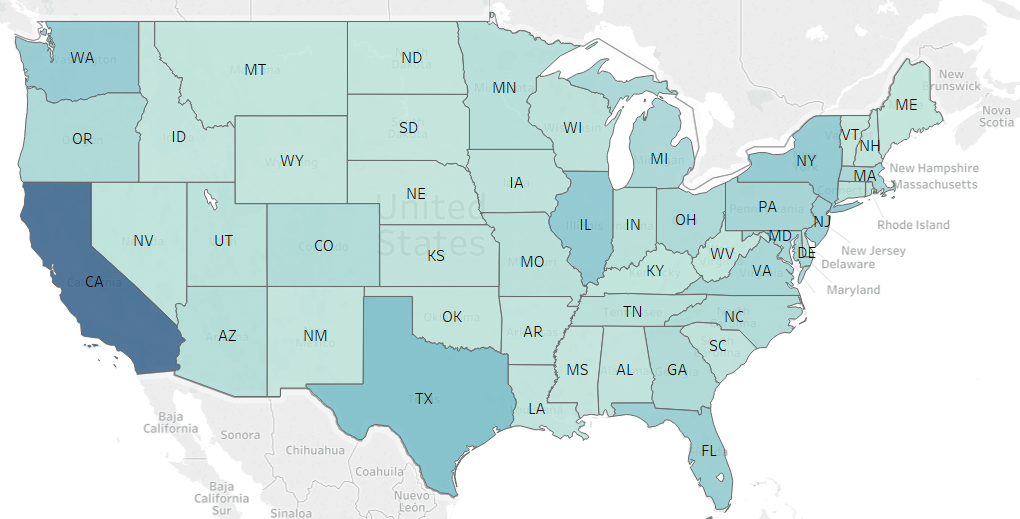 WA
MT
ND
MN
New
Brunswick
ME
Nova
Scotia
OR
ID
SD
WI
VT
NH
WY
MI
NY
New Hampshire
MA
Massachusetts
IA
NE
PA
United
States
NV
UT
CO
KS
MO
IL
IN
OH
NJ
Rhode Island
MD
DE
WV
New Jersey
Delaware
KY
VA
Maryland
CA
AZ
NM
OK
AR
TN
NC
SC
TX
LA
MS
AL
GA
FL
Baja
California
Sonora
Chihuahua
Coahuila
Baja
California
Sur
Sinaloa
Nuevo
León